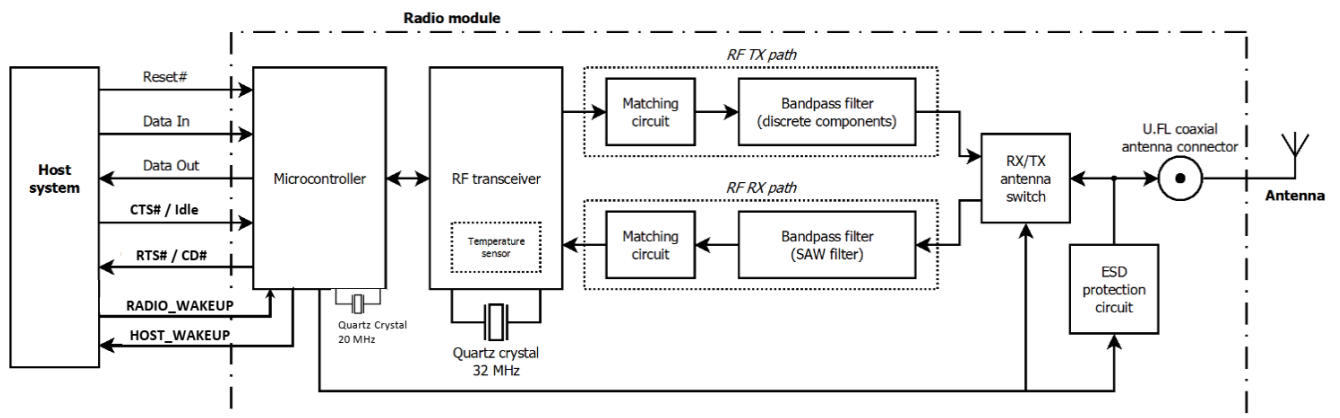 Radio module
RF TX path
Reset#
Data In
Data Out
CTS# / Idle
RTS# / CD#
RADIO_WAKEUP
HOST_WAKEUP
Host
system
Microcontroller
Quartz Crystal
20 MHz
RF transceiver
Temperature
sensor
Quartz crystal
32 MHz
Matching
circuit
Bandpass filter
(discrete components)
RF RX path
Matching
circuit
Bandpass filter
(SAW filter)
RX/TX
antenna
switch
U.FL coaxial
antenna connector
Antenna
ESD
protection
circuit